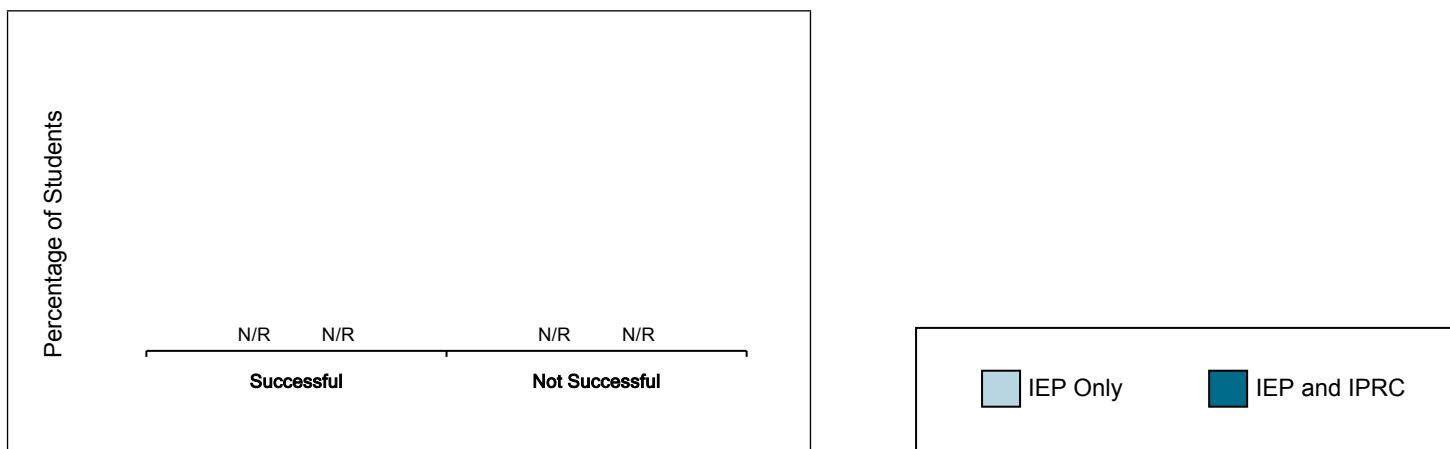 Percentage of Students
N/R N/R N/R N/R
Successful Not Successful
IEP Only IEP and IPRC